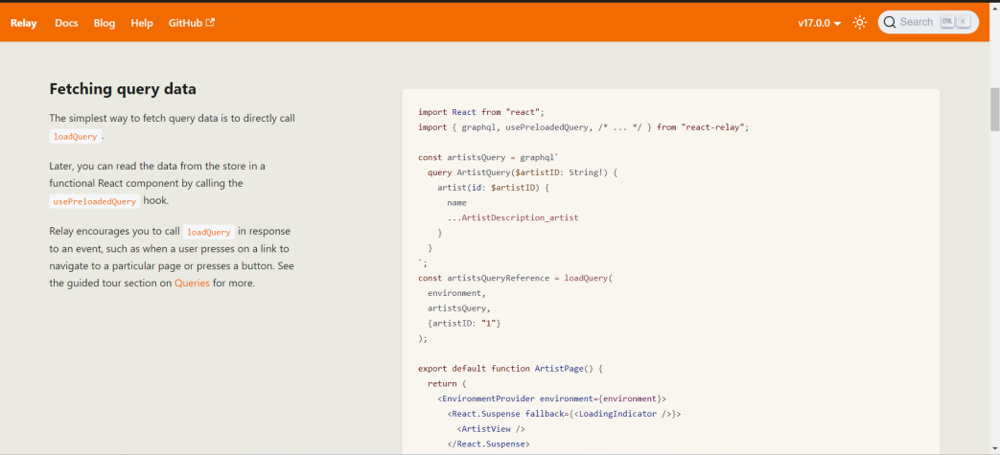 Relay Docs Blog Help GitHub v17.0.0 Search CTRL K
Fetching query data
The simplest way to fetch query data is to directly call
loadQuery.
Later, you can read the data from the store in a
functional React component by calling the
usePreloadedQuery hook.
Relay encourages you to call loadQuery in response
to an event, such as when a user presses on a link to
navigate to a particular page or presses a button. See
the guided tour section on Queries for more.
import React from "react";
import { graphql, usePreloadedQuery, /* ... */ } from "react-relay";
const artistsQuery = graphql`
  query ArtistQuery($artistID: String!) {
    artist(id: $artistID) {
      name
      ...ArtistDescription_artist
    }
  }
`;
const artistsQueryReference = loadQuery(
  environment,
  artistsQuery,
  {artistID: "1"}
);
export default function ArtistPage() {
  return (
    <EnvironmentProvider environment={environment}>
      <React.Suspense fallback={<LoadingIndicator />}>
        <ArtistView />
      </React.Suspense>